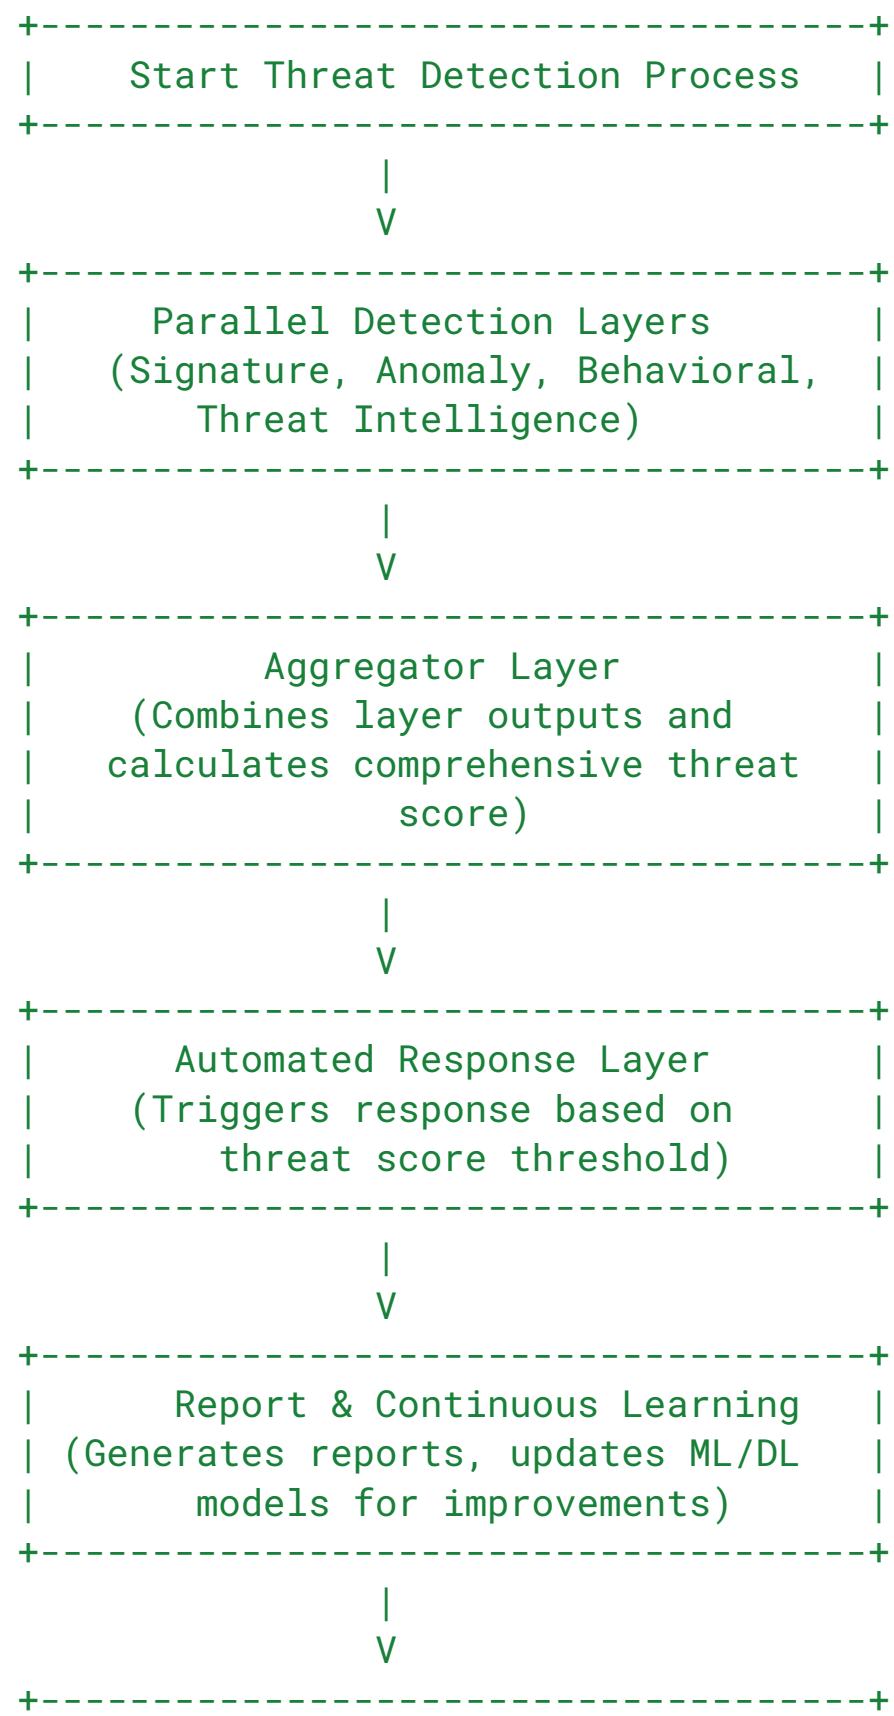 +-------------------------------------+
|    Start Threat Detection Process   |
+-------------------------------------+
                |
                V
+-------------------------------------+
|     Parallel Detection Layers       |
|   (Signature, Anomaly, Behavioral,  |
|       Threat Intelligence)          |
+-------------------------------------+
                |
                V
+-------------------------------------+
|          Aggregator Layer           |
|    (Combines layer outputs and      |
|   calculates comprehensive threat   |
|                score)               |
+-------------------------------------+
                |
                V
+-------------------------------------+
|      Automated Response Layer       |
|    (Triggers response based on      |
|        threat score threshold)      |
+-------------------------------------+
                |
                V
+-------------------------------------+
|      Report & Continuous Learning   |
| (Generates reports, updates ML/DL   |
|       models for improvements)      |
+-------------------------------------+
                |
                V
+-------------------------------------+